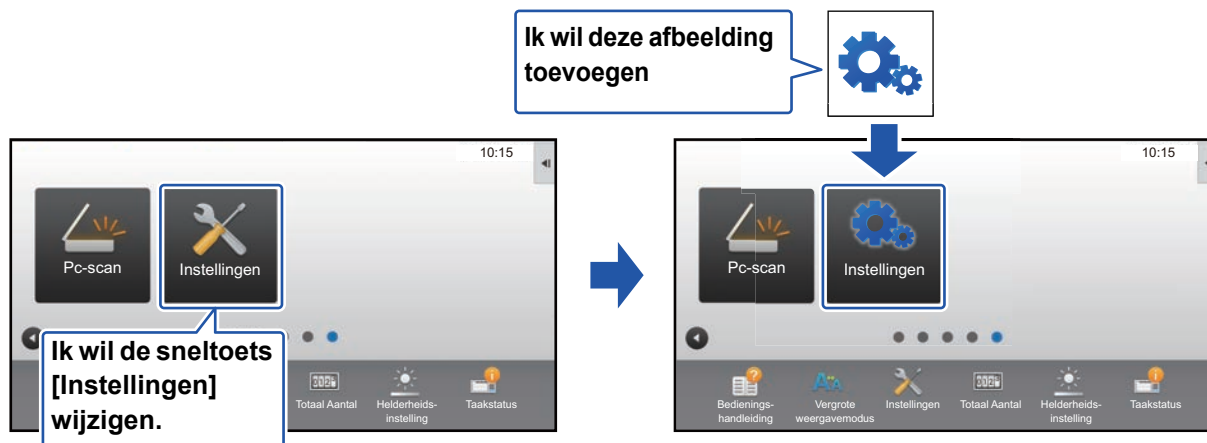 Ik wil deze afbeelding
toevoegen
10:15
Pc-scan
Instellingen
Ik wil de sneltoets
[Instellingen]
wijzigen.
Totaal Aantal
Helderheids-
instelling
Taakstatus
10:15
Pc-scan
Instellingen
Bedienings-
handleiding
Vergrote
weergavemodus
Instellingen
Totaal Aantal
Helderheids-
instelling
Taakstatus